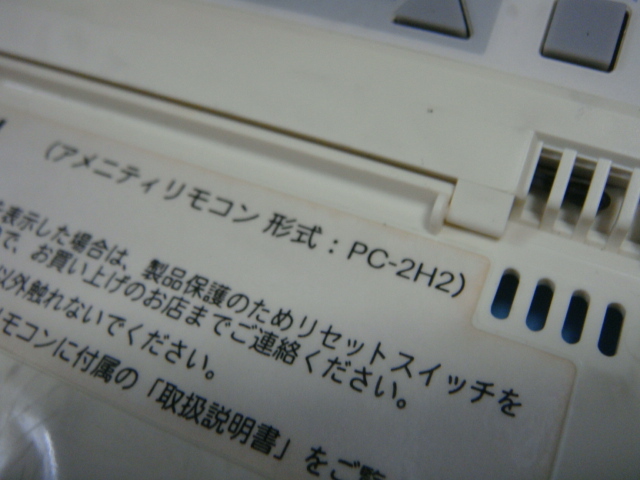 (アメニティリモコン 形式：PC-2H2)
を表示した場合は、製品保護のためリセットスイッチを
で、お買い上げのお店までご連絡ください。
以外触れないでください。
リモコンに付属の「取扱説明書」をご覧